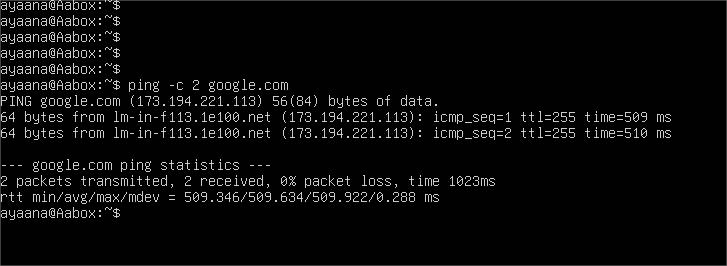 ayaana@Aabox:~$
ayaana@Aabox:~$
ayaana@Aabox:~$
ayaana@Aabox:~$
ayaana@Aabox:~$
ayaana@Aabox:~$ ping -c 2 google.com
PING google.com (173.194.221.113) 56(84) bytes of data.
64 bytes from lm-in-f113.1e100.net (173.194.221.113): icmp_seq=1 ttl=255 time=509 ms
64 bytes from lm-in-f113.1e100.net (173.194.221.113): icmp_seq=2 ttl=255 time=510 ms
--- google.com ping statistics ---
2 packets transmitted, 2 received, 0% packet loss, time 1023ms
rtt min/avg/max/mdev = 509.346/509.634/509.922/0.288 ms
ayaana@Aabox:~$